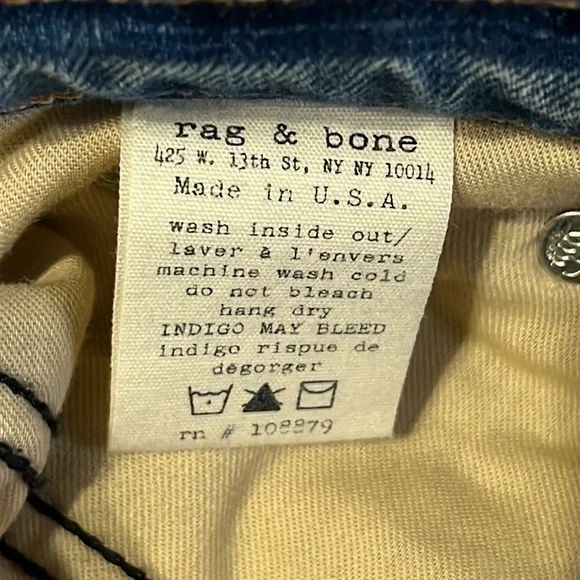 rag & bone
425 W. 13th St, NY NY 10014
Made in U.S.A.
wash inside out/
laver à l'envers
machine wash cold
do not bleach
hang dry
INDIGO MAY BLEED
indigo rispue de
dégorger
rn # 108879